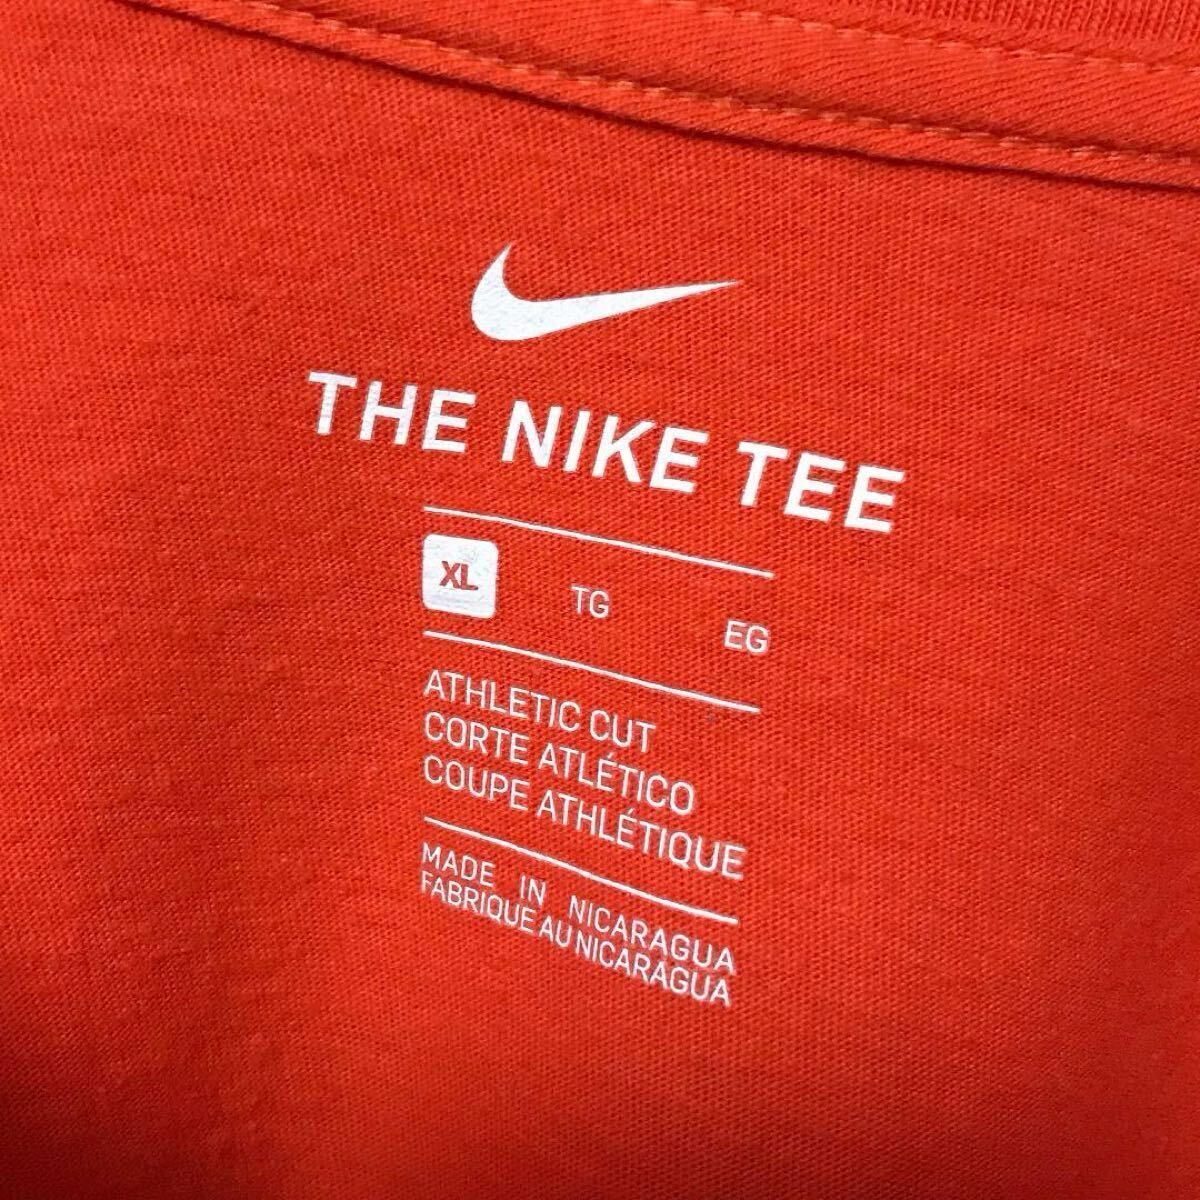 THE NIKE TEE
XL TG EG
ATHLETIC CUT
CORTE ATLÉTICO
COUPE ATHLÉTIQUE
MADE IN NICARAGUA
FABRIQUE AU NICARAGUA